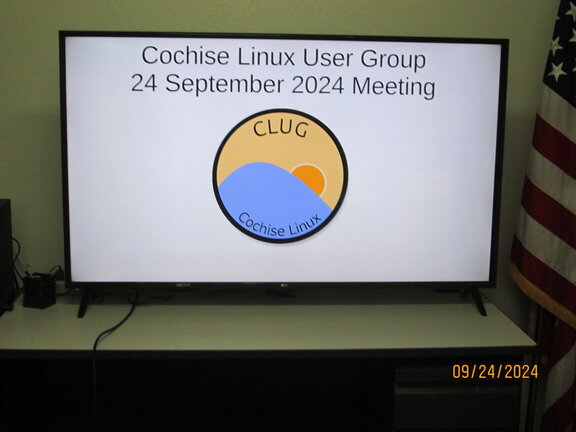 Cochise Linux User Group
24 September 2024 Meeting
CLUG
Cochise Linux
09/24/2024